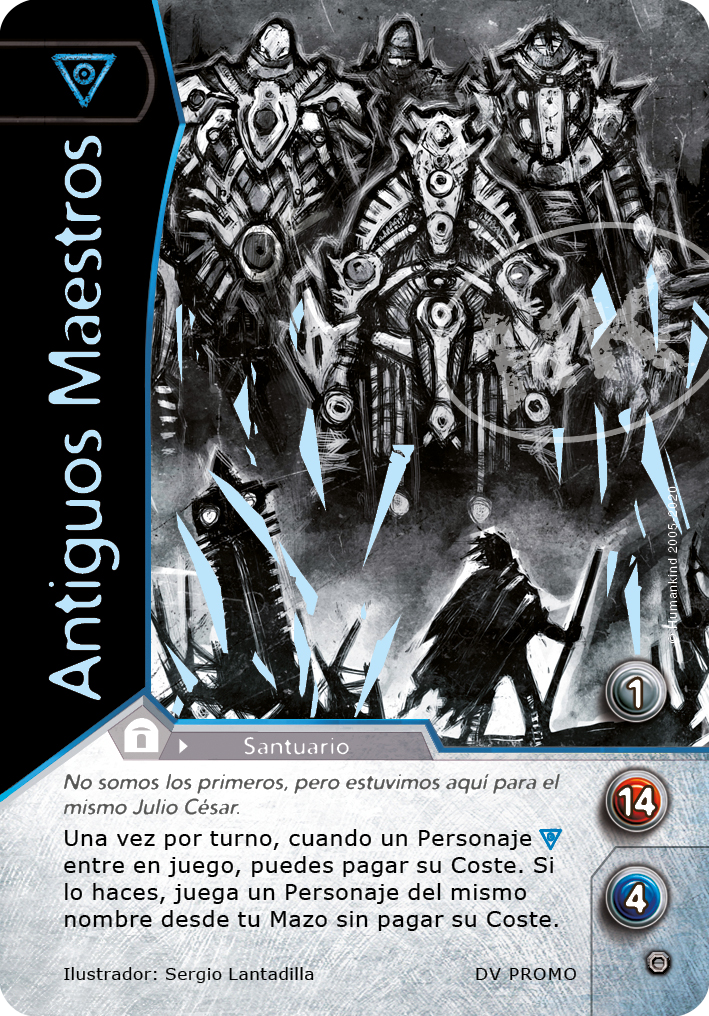 Antiguos Maestros
HK
© Humankind 2005-2020
1
Santuario
No somos los primeros, pero estuvimos aquí para el
mismo Julio César.
14
Una vez por turno, cuando un Personaje
entre en juego, puedes pagar su Coste. Si
lo haces, juega un Personaje del mismo
nombre desde tu Mazo sin pagar su Coste.
4
Ilustrador: Sergio Lantadilla
DV PROMO